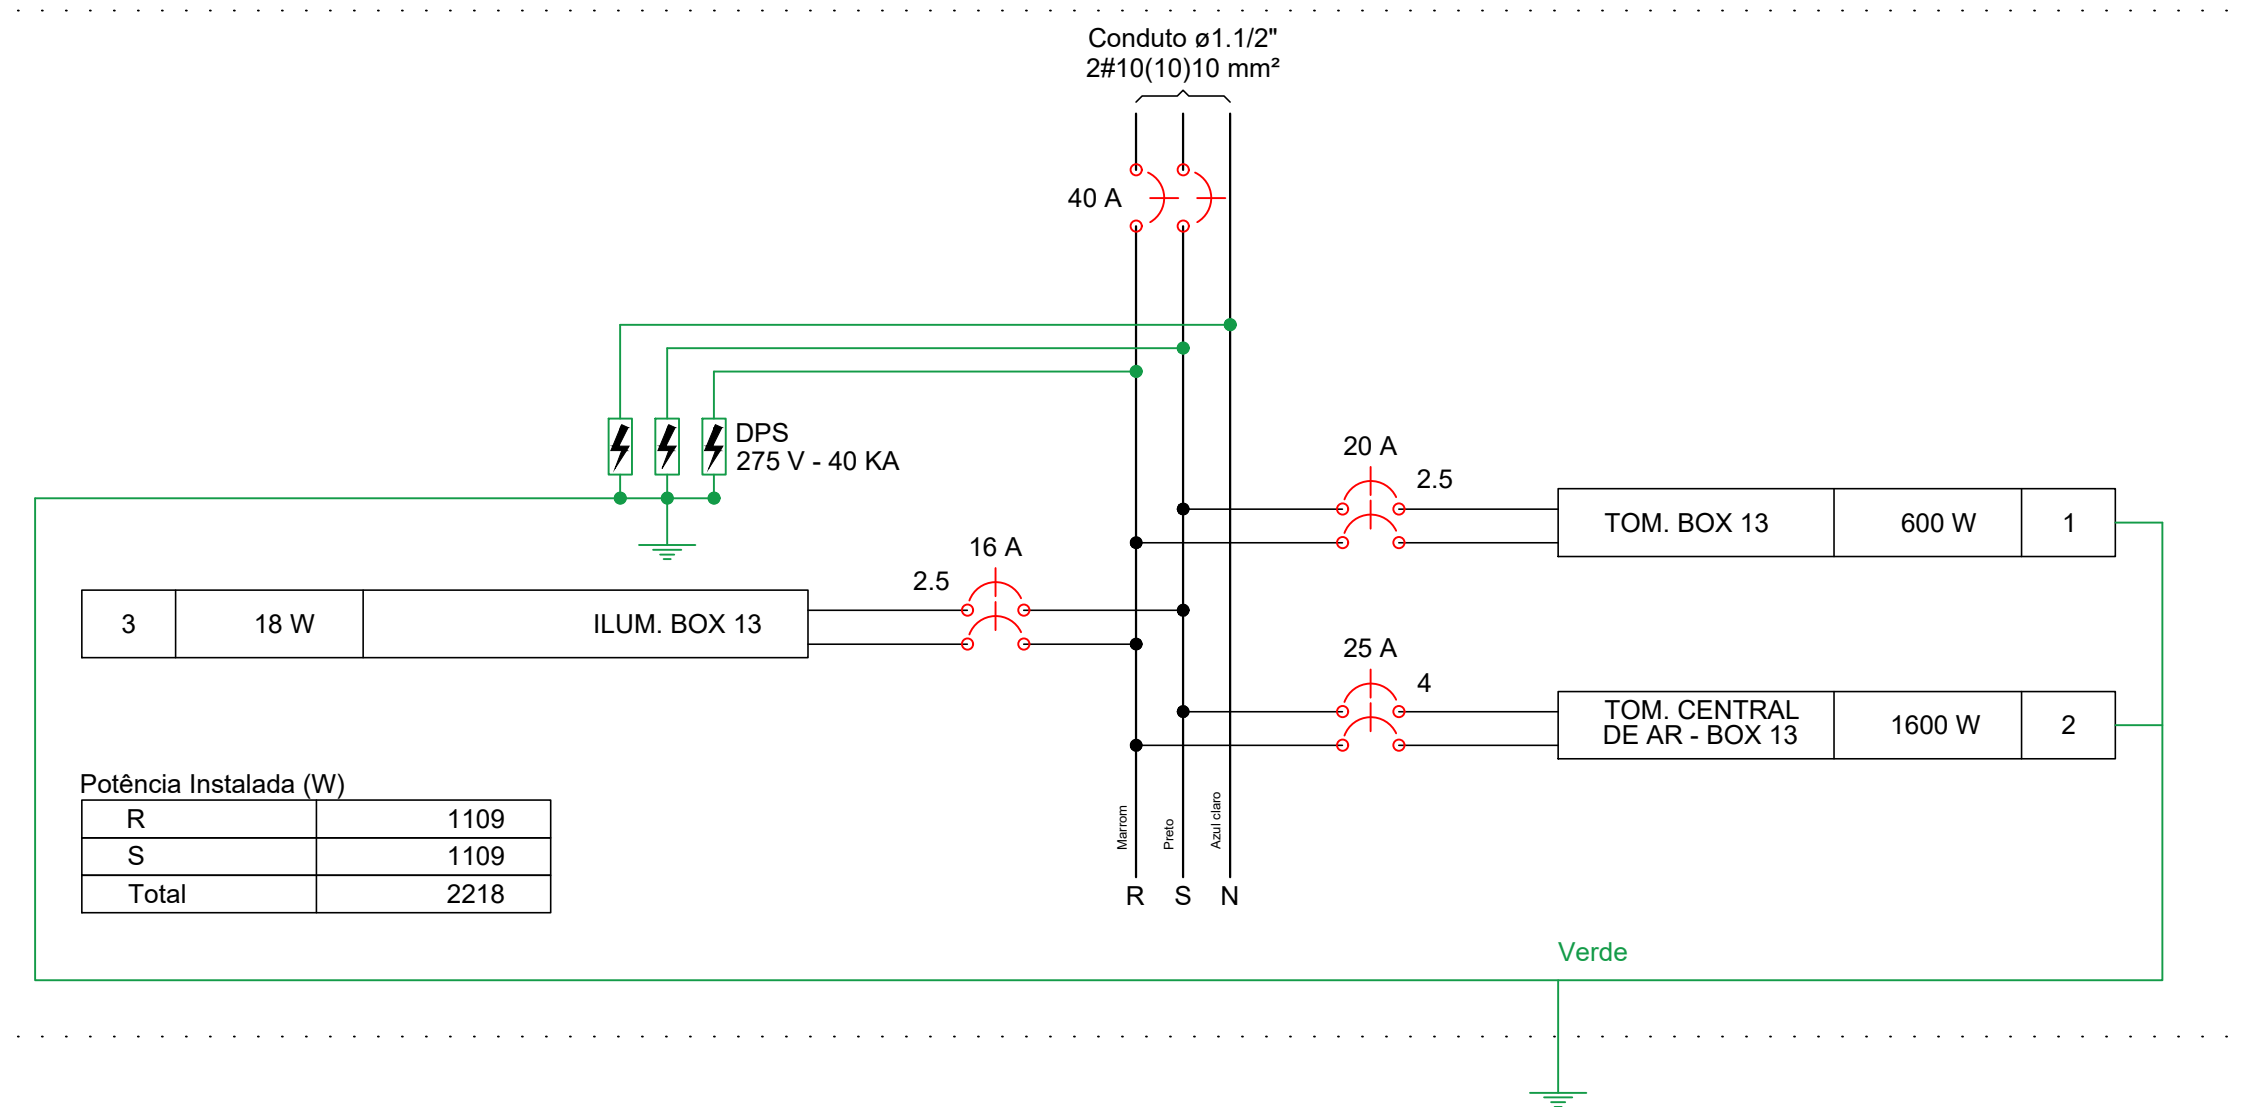 Conduto ø1.1/2"
2#10(10)10 mm²
40 A
DPS
275 V - 40 KA
20 A
2.5
TOM. BOX 13 600 W 1
16 A
2.5
3 18 W ILUM. BOX 13
25 A
4
TOM. CENTRAL
DE AR - BOX 13
1600 W 2
Potência Instalada (W)
R 1109
S 1109
Total 2218
Marrom
Preto
Azul claro
R S N
Verde